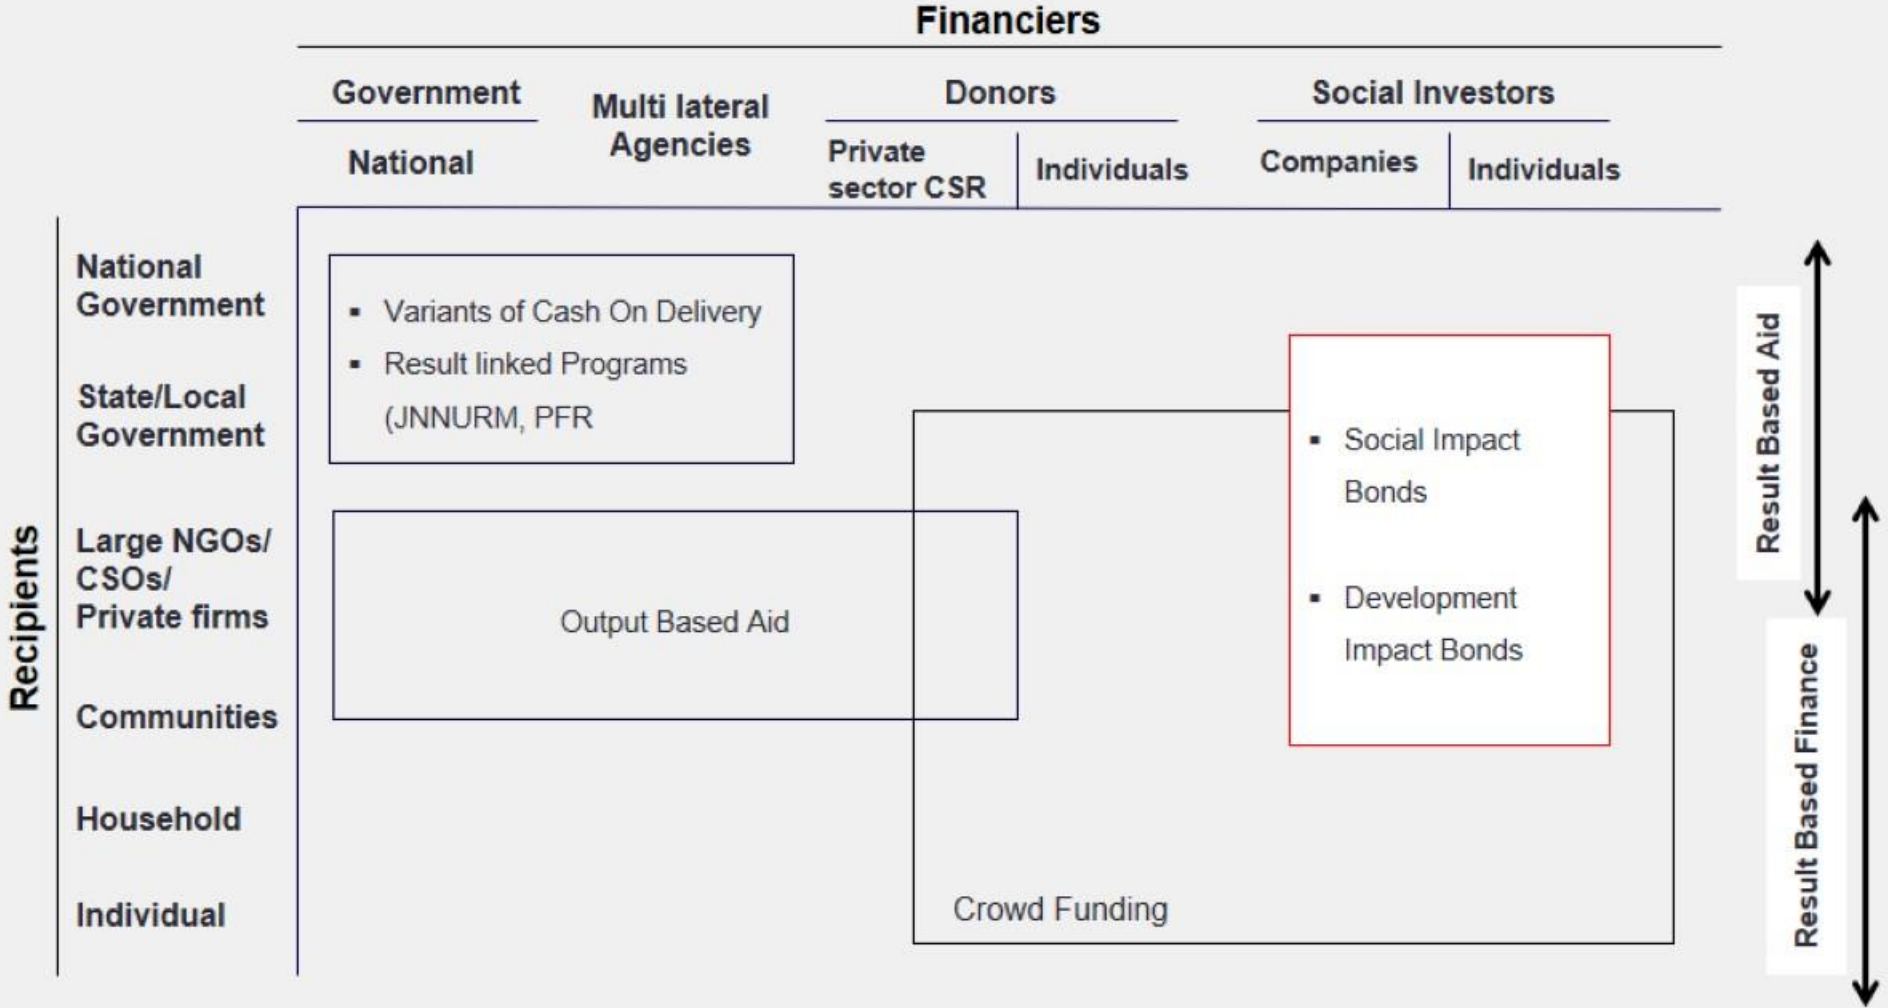 Financiers
Government
Multi lateral
Agencies
Donors
Social Investors
National
Private
sector CSR
Individuals
Companies
Individuals
Recipients
National
Government
State/Local
Government
Large NGOs/
CSOs/
Private firms
Communities
Household
Individual
▪ Variants of Cash On Delivery
▪ Result linked Programs
(JNNURM, PFR
Output Based Aid
▪ Social Impact
Bonds
▪ Development
Impact Bonds
Crowd Funding
Result Based Aid
Result Based Finance